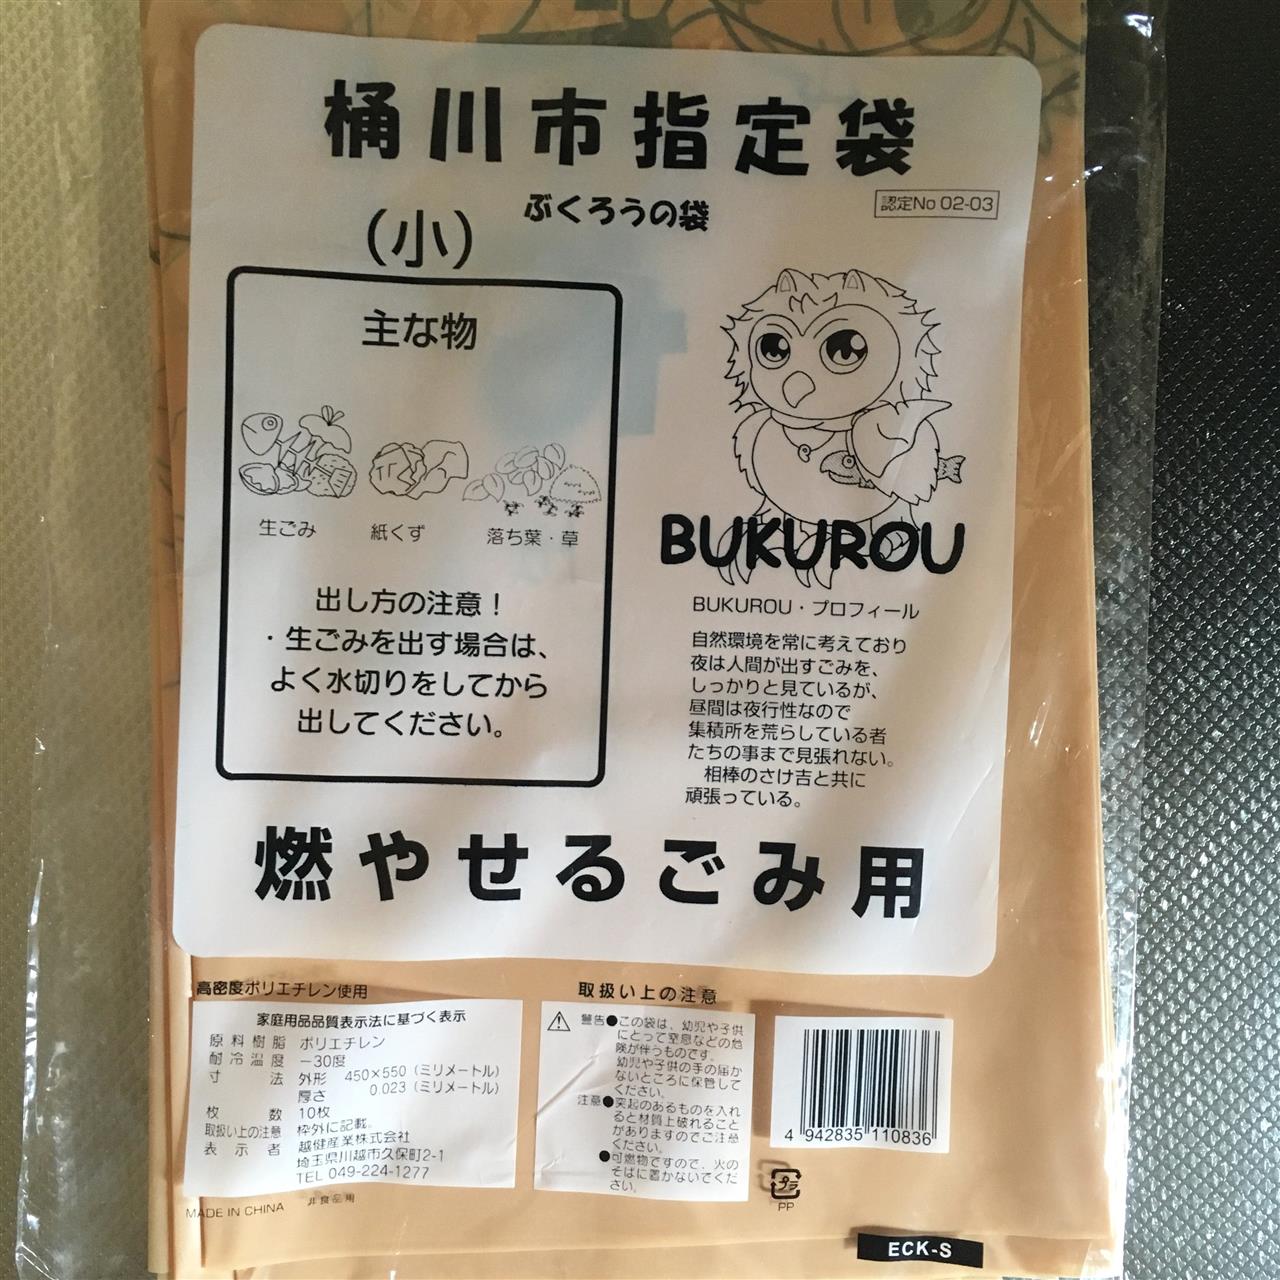 桶川市指定袋
ぶくろうの袋
認定No 02-03
（小）
主な物
生ごみ
紙くず
落ち葉・草
出し方の注意！
・生ごみを出す場合は、
よく水切りをしてから
出してください。
BUKUROU
BUKUROU・プロフィール
自然環境を常に考えており
夜は人間が出すごみを、
しっかりと見ているが、
昼間は夜行性なので
集積所を荒らしている者
たちの事まで見張れない。
相棒のさけ吉と共に
頑張っている。
燃やせるごみ用
高密度ポリエチレン使用
家庭用品品質表示法に基づく表示
原料樹脂 ポリエチレン
耐冷温度 －30度
寸法 外形 450×550（ミリメートル）
厚さ 0.023（ミリメートル）
枚数 10枚
取扱い上の注意 枠外に記載。
表示者 越健産業株式会社
埼玉県川越市久保町2-1
TEL 049-224-1277
MADE IN CHINA
非食品用
取扱い上の注意
警告●この袋は、幼児や子供
にとって窒息などの危
険が伴うものです。
幼児や子供の手の届か
ないところに保管して
ください。
注意●突起のあるものを入れ
ると材質上破れること
がありますのでご注意
ください。
●可燃物ですので、火の
そばに置かないでくだ
さい。
4 942835 110836
プラ
PP
ECK-S